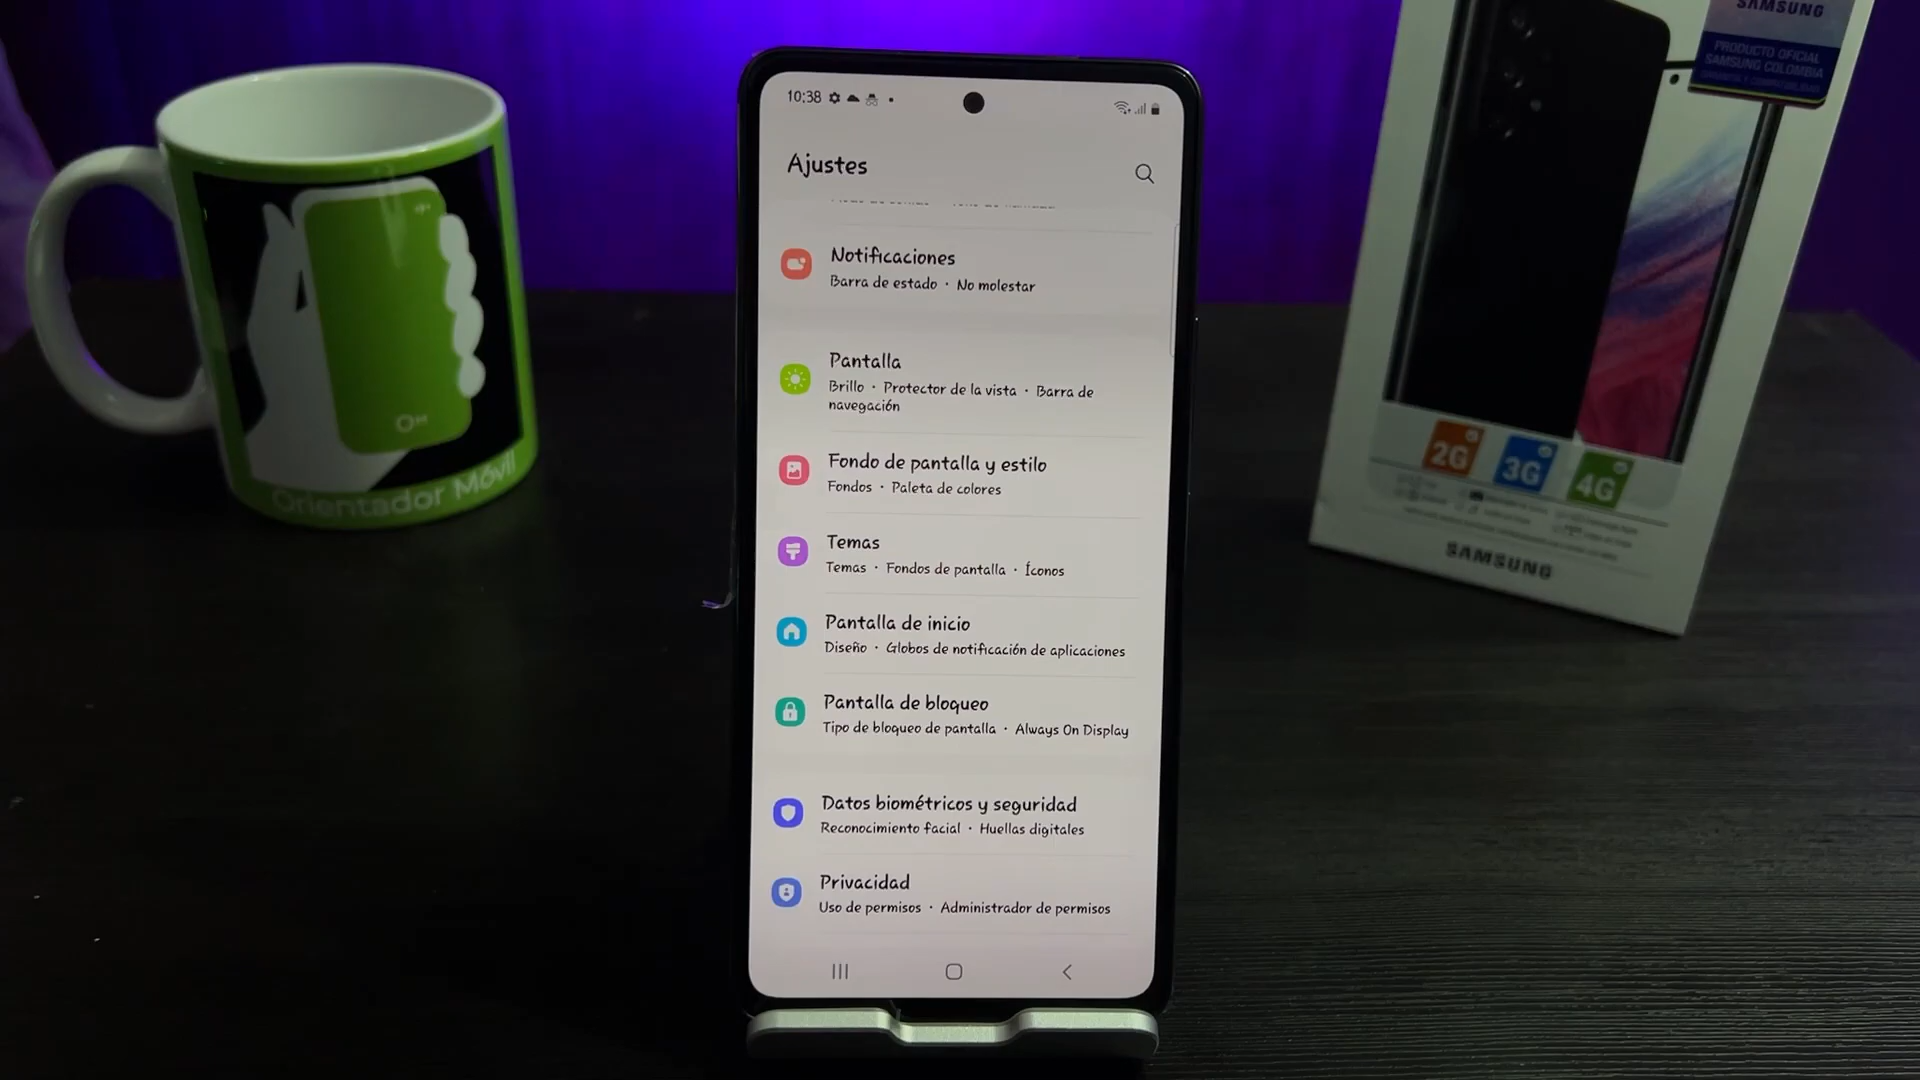 10:38
Ajustes
Notificaciones
Barra de estado · No molestar
Pantalla
Brillo · Protector de la vista · Barra de
navegación
Fondo de pantalla y estilo
Fondos · Paleta de colores
Temas
Temas · Fondos de pantalla · Íconos
Pantalla de inicio
Diseño · Globos de notificación de aplicaciones
Pantalla de bloqueo
Tipo de bloqueo de pantalla · Always On Display
Datos biométricos y seguridad
Reconocimiento facial · Huellas digitales
Privacidad
Uso de permisos · Administrador de permisos
Orientador Móvil
SAMSUNG
PRODUCTO OFICIAL
SAMSUNG COLOMBIA
2G
3G
4G
SAMSUNG